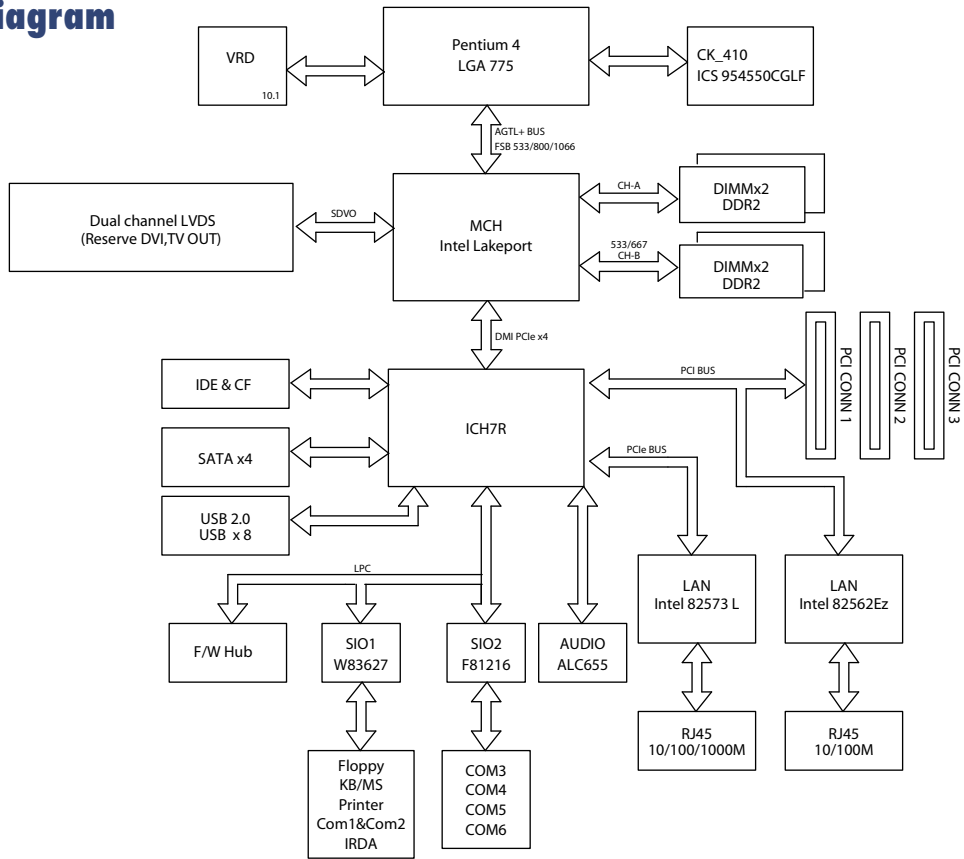 iagram
VRD
10.1
Pentium 4
LGA 775
CK_410
ICS 954550CGLF
AGTL+ BUS
FSB 533/800/1066
Dual channel LVDS
(Reserve DVI,TV OUT)
SDVO
MCH
Intel Lakeport
CH-A
DIMMx2
DDR2
533/667
CH-B
DIMMx2
DDR2
DMI PCIe x4
IDE & CF
ICH7R
PCI BUS
PCI CONN 1
PCI CONN 2
PCI CONN 3
SATA x4
PCIe BUS
USB 2.0
USB x 8
LPC
LAN
Intel 82573 L
LAN
Intel 82562Ez
F/W Hub
SIO1
W83627
SIO2
F81216
AUDIO
ALC655
RJ45
10/100/1000M
RJ45
10/100M
Floppy
KB/MS
Printer
Com1&Com2
IRDA
COM3
COM4
COM5
COM6